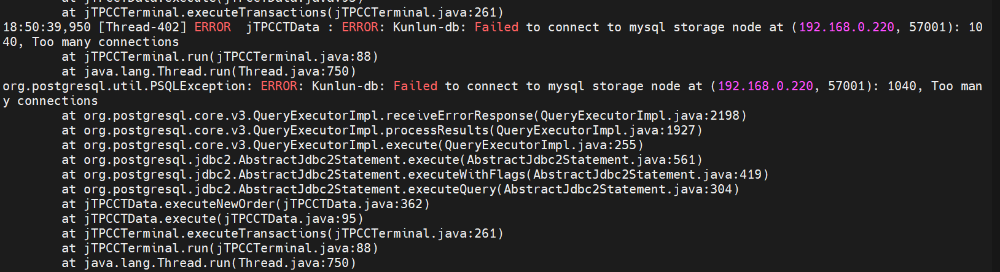 at jTPCCTData.execute(jTPCCTData.java:95)
at jTPCCTerminal.executeTransactions(jTPCCTerminal.java:261)
18:50:39,950 [Thread-402] ERROR  jTPCCTData : ERROR: Kunlun-db: Failed to connect to mysql storage node at (192.168.0.220, 57001): 10
40, Too many connections
at jTPCCTerminal.run(jTPCCTerminal.java:88)
at java.lang.Thread.run(Thread.java:750)
org.postgresql.util.PSQLException: ERROR: Kunlun-db: Failed to connect to mysql storage node at (192.168.0.220, 57001): 1040, Too man
y connections
at org.postgresql.core.v3.QueryExecutorImpl.receiveErrorResponse(QueryExecutorImpl.java:2198)
at org.postgresql.core.v3.QueryExecutorImpl.processResults(QueryExecutorImpl.java:1927)
at org.postgresql.core.v3.QueryExecutorImpl.execute(QueryExecutorImpl.java:255)
at org.postgresql.jdbc2.AbstractJdbc2Statement.execute(AbstractJdbc2Statement.java:561)
at org.postgresql.jdbc2.AbstractJdbc2Statement.executeWithFlags(AbstractJdbc2Statement.java:419)
at org.postgresql.jdbc2.AbstractJdbc2Statement.executeQuery(AbstractJdbc2Statement.java:304)
at jTPCCTData.executeNewOrder(jTPCCTData.java:362)
at jTPCCTData.execute(jTPCCTData.java:95)
at jTPCCTerminal.executeTransactions(jTPCCTerminal.java:261)
at jTPCCTerminal.run(jTPCCTerminal.java:88)
at java.lang.Thread.run(Thread.java:750)